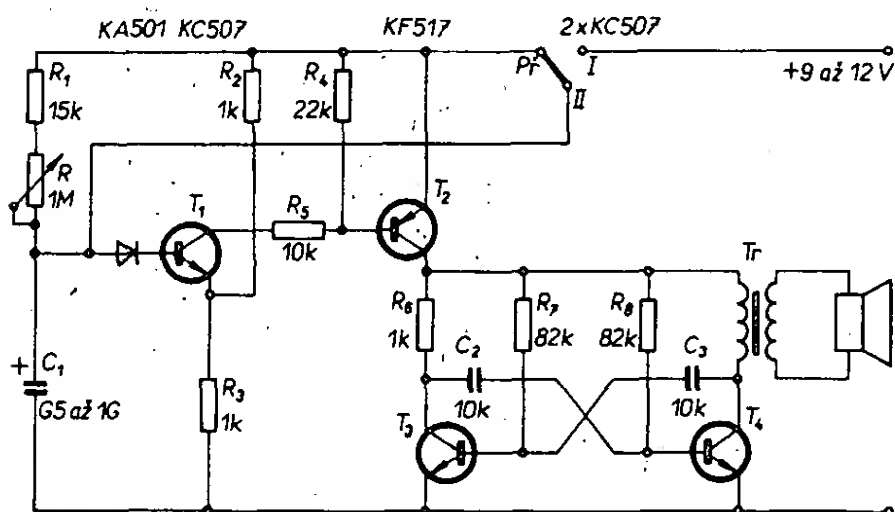 KA501 KC507
KF517
2xKC507
R1
15k
R2
1k
R4
22k
Př
I
II
+9 až 12 V
R
1M
T1
R5
10k
T2
Tr
R6
1k
R7
82k
R8
82k
C2
10k
C3
10k
+
C1
G5 až 1G
R3
1k
T3
T4